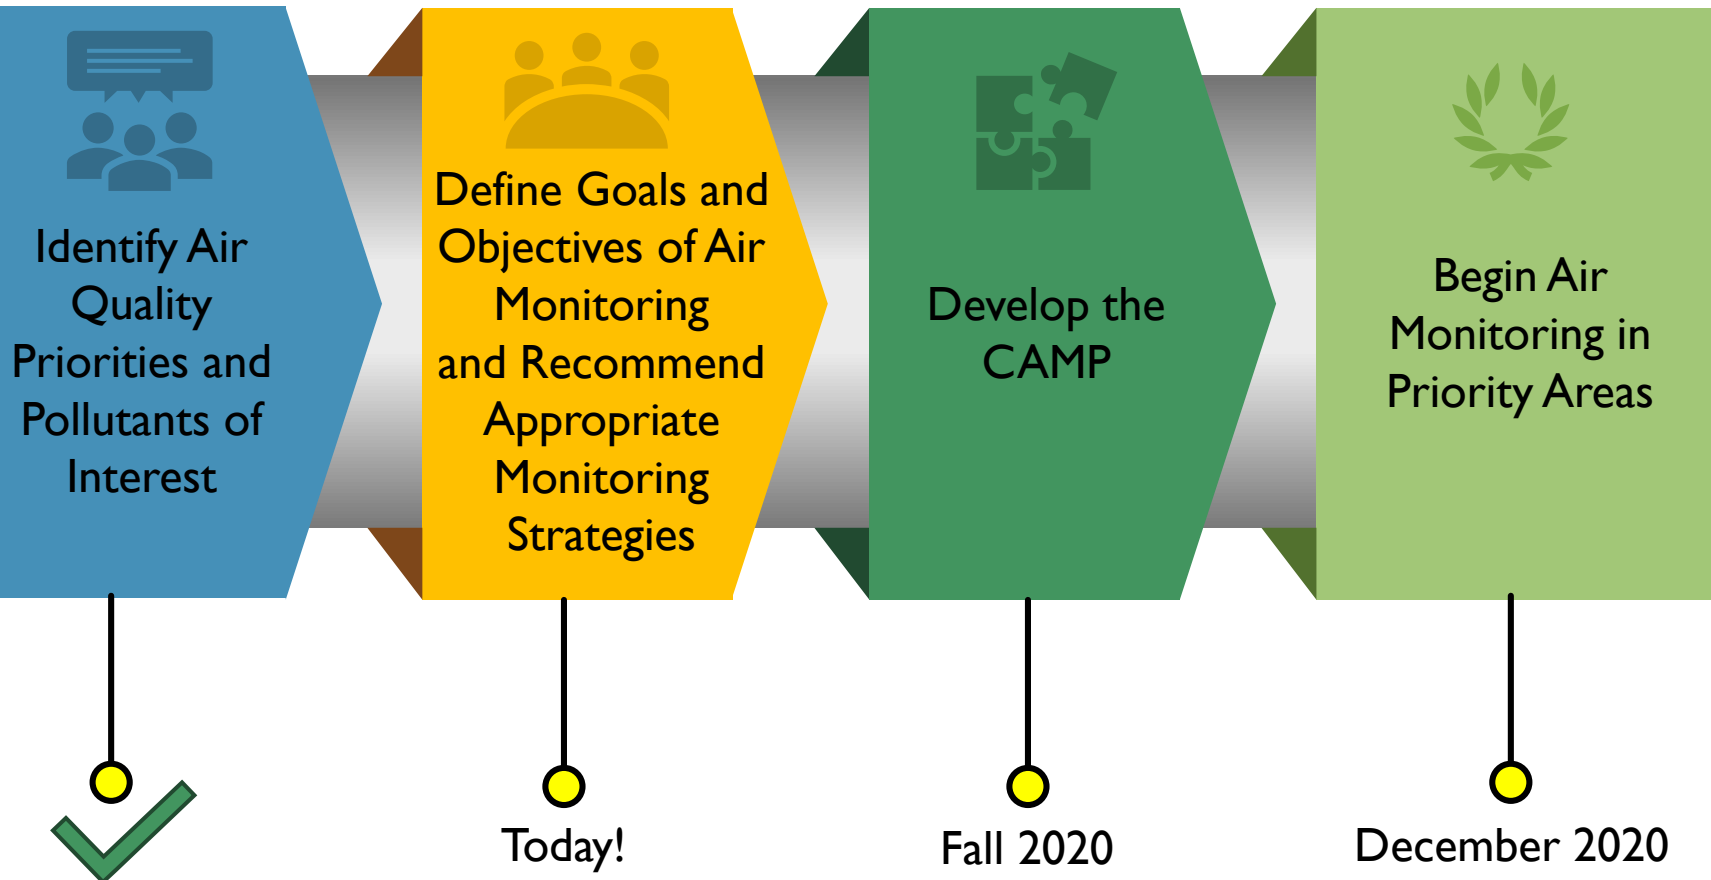 Identify Air
Quality
Priorities and
Pollutants of
Interest
Define Goals and
Objectives of Air
Monitoring
and Recommend
Appropriate
Monitoring
Strategies
Develop the
CAMP
Begin Air
Monitoring in
Priority Areas
Today!
Fall 2020
December 2020